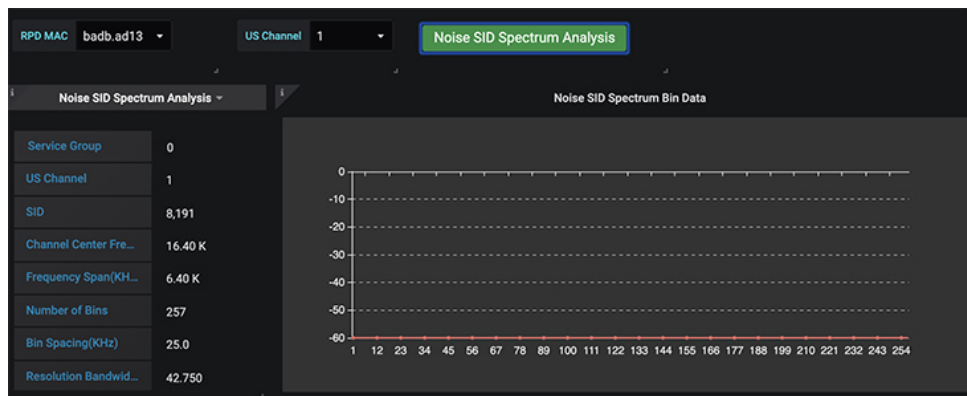 RPD MAC badb.ad13 US Channel 1 Noise SID Spectrum Analysis
Noise SID Spectrum Analysis
Noise SID Spectrum Bin Data
Service Group 0
US Channel 1
SID 8,191
Channel Center Fre... 16.40 K
Frequency Span(KH... 6.40 K
Number of Bins 257
Bin Spacing(KHz) 25.0
Resolution Bandwid... 42.750
0
-10
-20
-30
-40
-50
-60
1 12 23 34 45 56 67 78 89 100 111 122 133 144 155 166 177 188 199 210 221 232 243 254